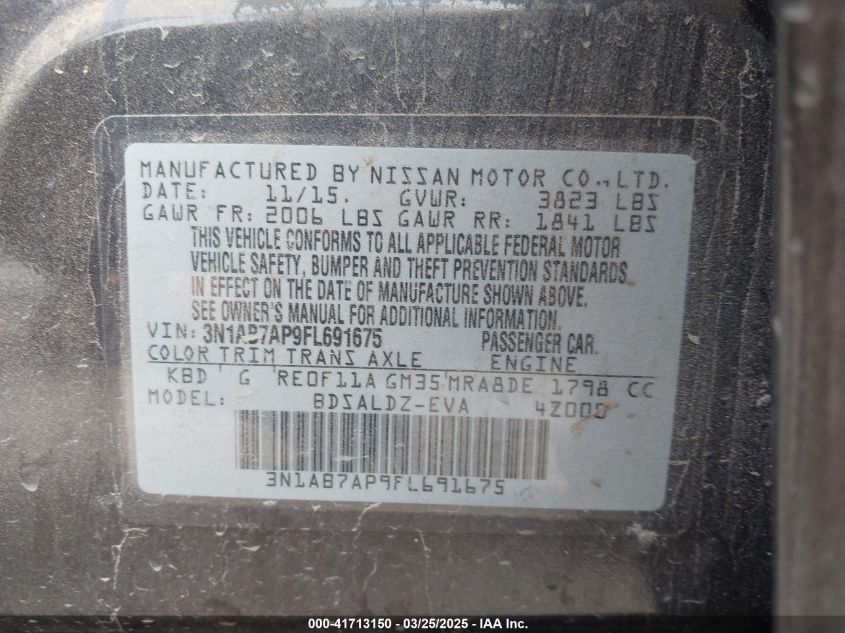 MANUFACTURED BY NISSAN MOTOR CO., LTD.
DATE: 11/15. GVWR: 3823 LBS
GAWR FR: 2006 LBS GAWR RR: 1841 LBS
THIS VEHICLE CONFORMS TO ALL APPLICABLE FEDERAL MOTOR
VEHICLE SAFETY, BUMPER AND THEFT PREVENTION STANDARDS
IN EFFECT ON THE DATE OF MANUFACTURE SHOWN ABOVE.
SEE OWNER'S MANUAL FOR ADDITIONAL INFORMATION.
VIN: 3N1AB7AP9FL691675 PASSENGER CAR.
COLOR TRIM TRANS AXLE ENGINE
KBD G RE0F11A GM35 MRA8DE 1798 CC
MODEL: BDSALDZ-EVA 4Z000
3N1AB7AP9FL691675
000-41713150 — 03/25/2025 — IAA Inc.